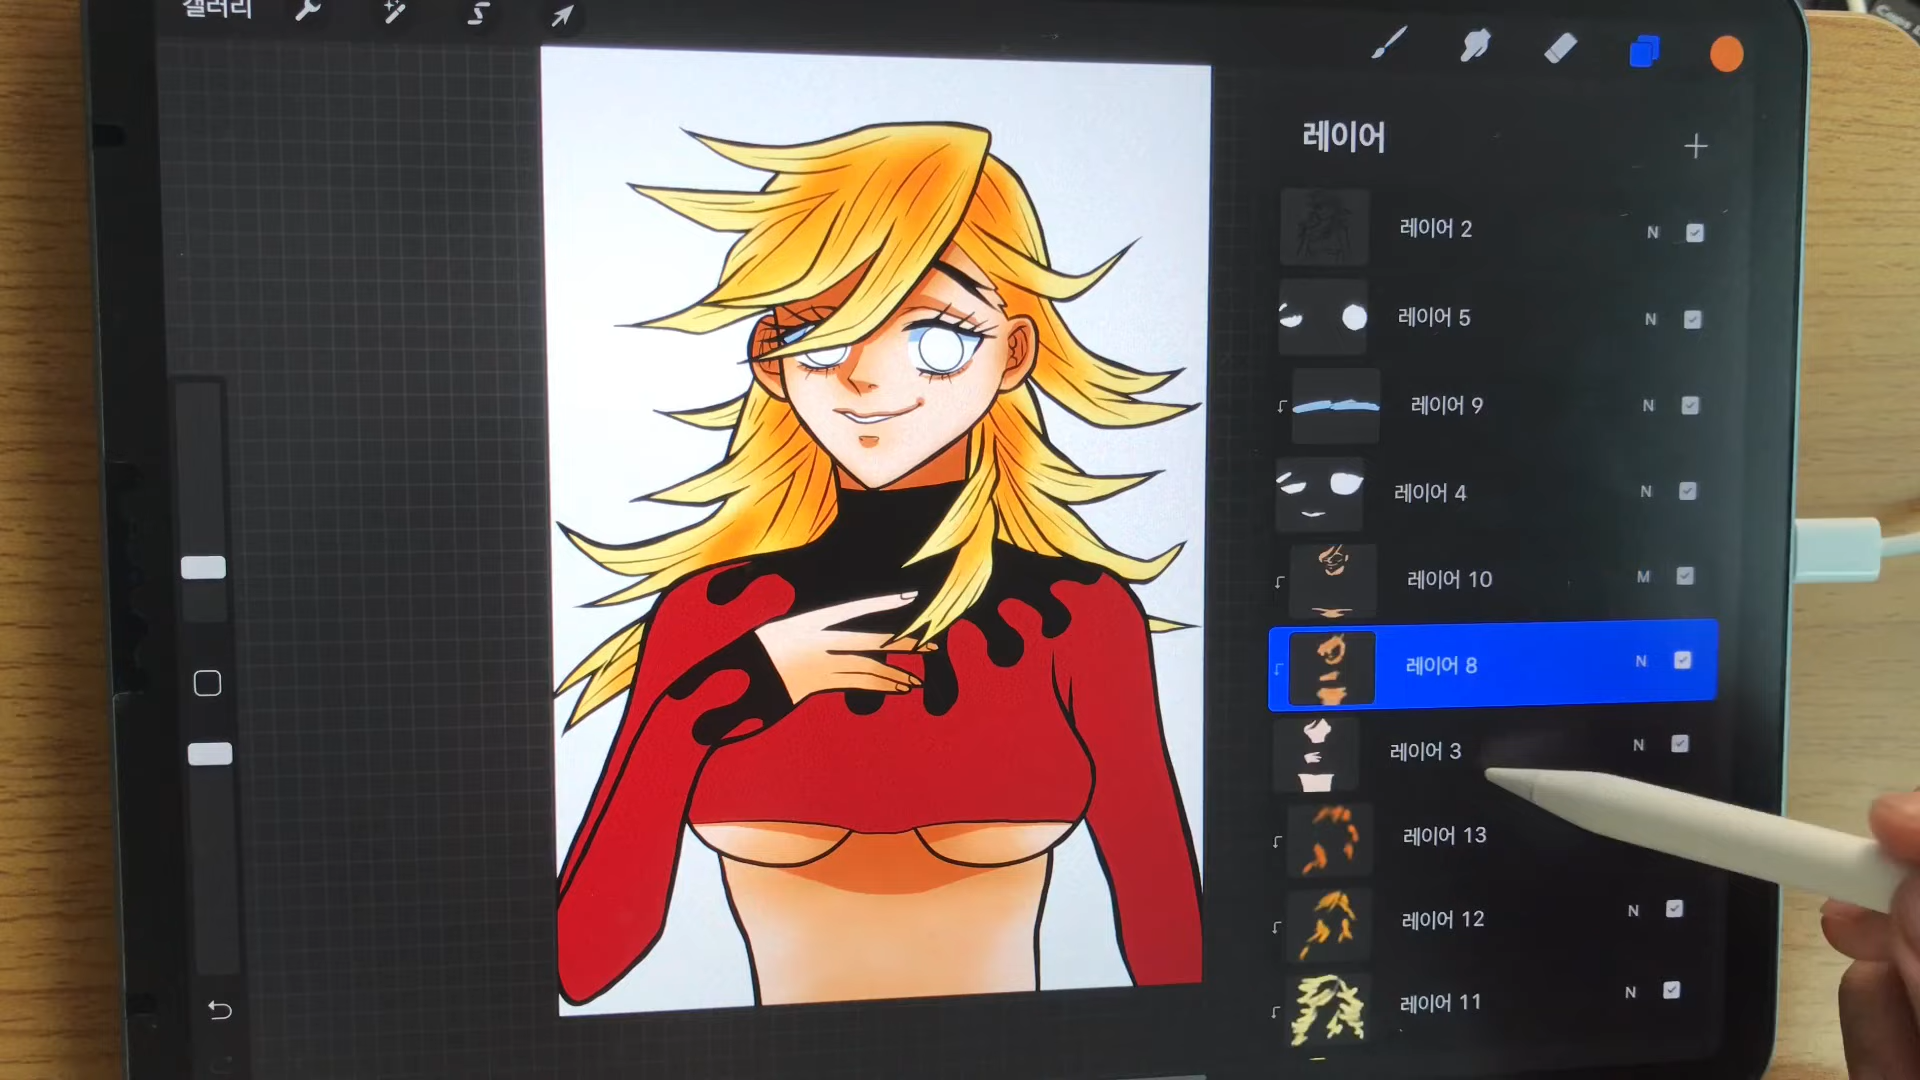 갤러리
레이어
레이어 2 N
레이어 5 N
레이어 9 N
레이어 4 N
레이어 10 M
레이어 8 N
레이어 3 N
레이어 13
레이어 12 N
레이어 11 N